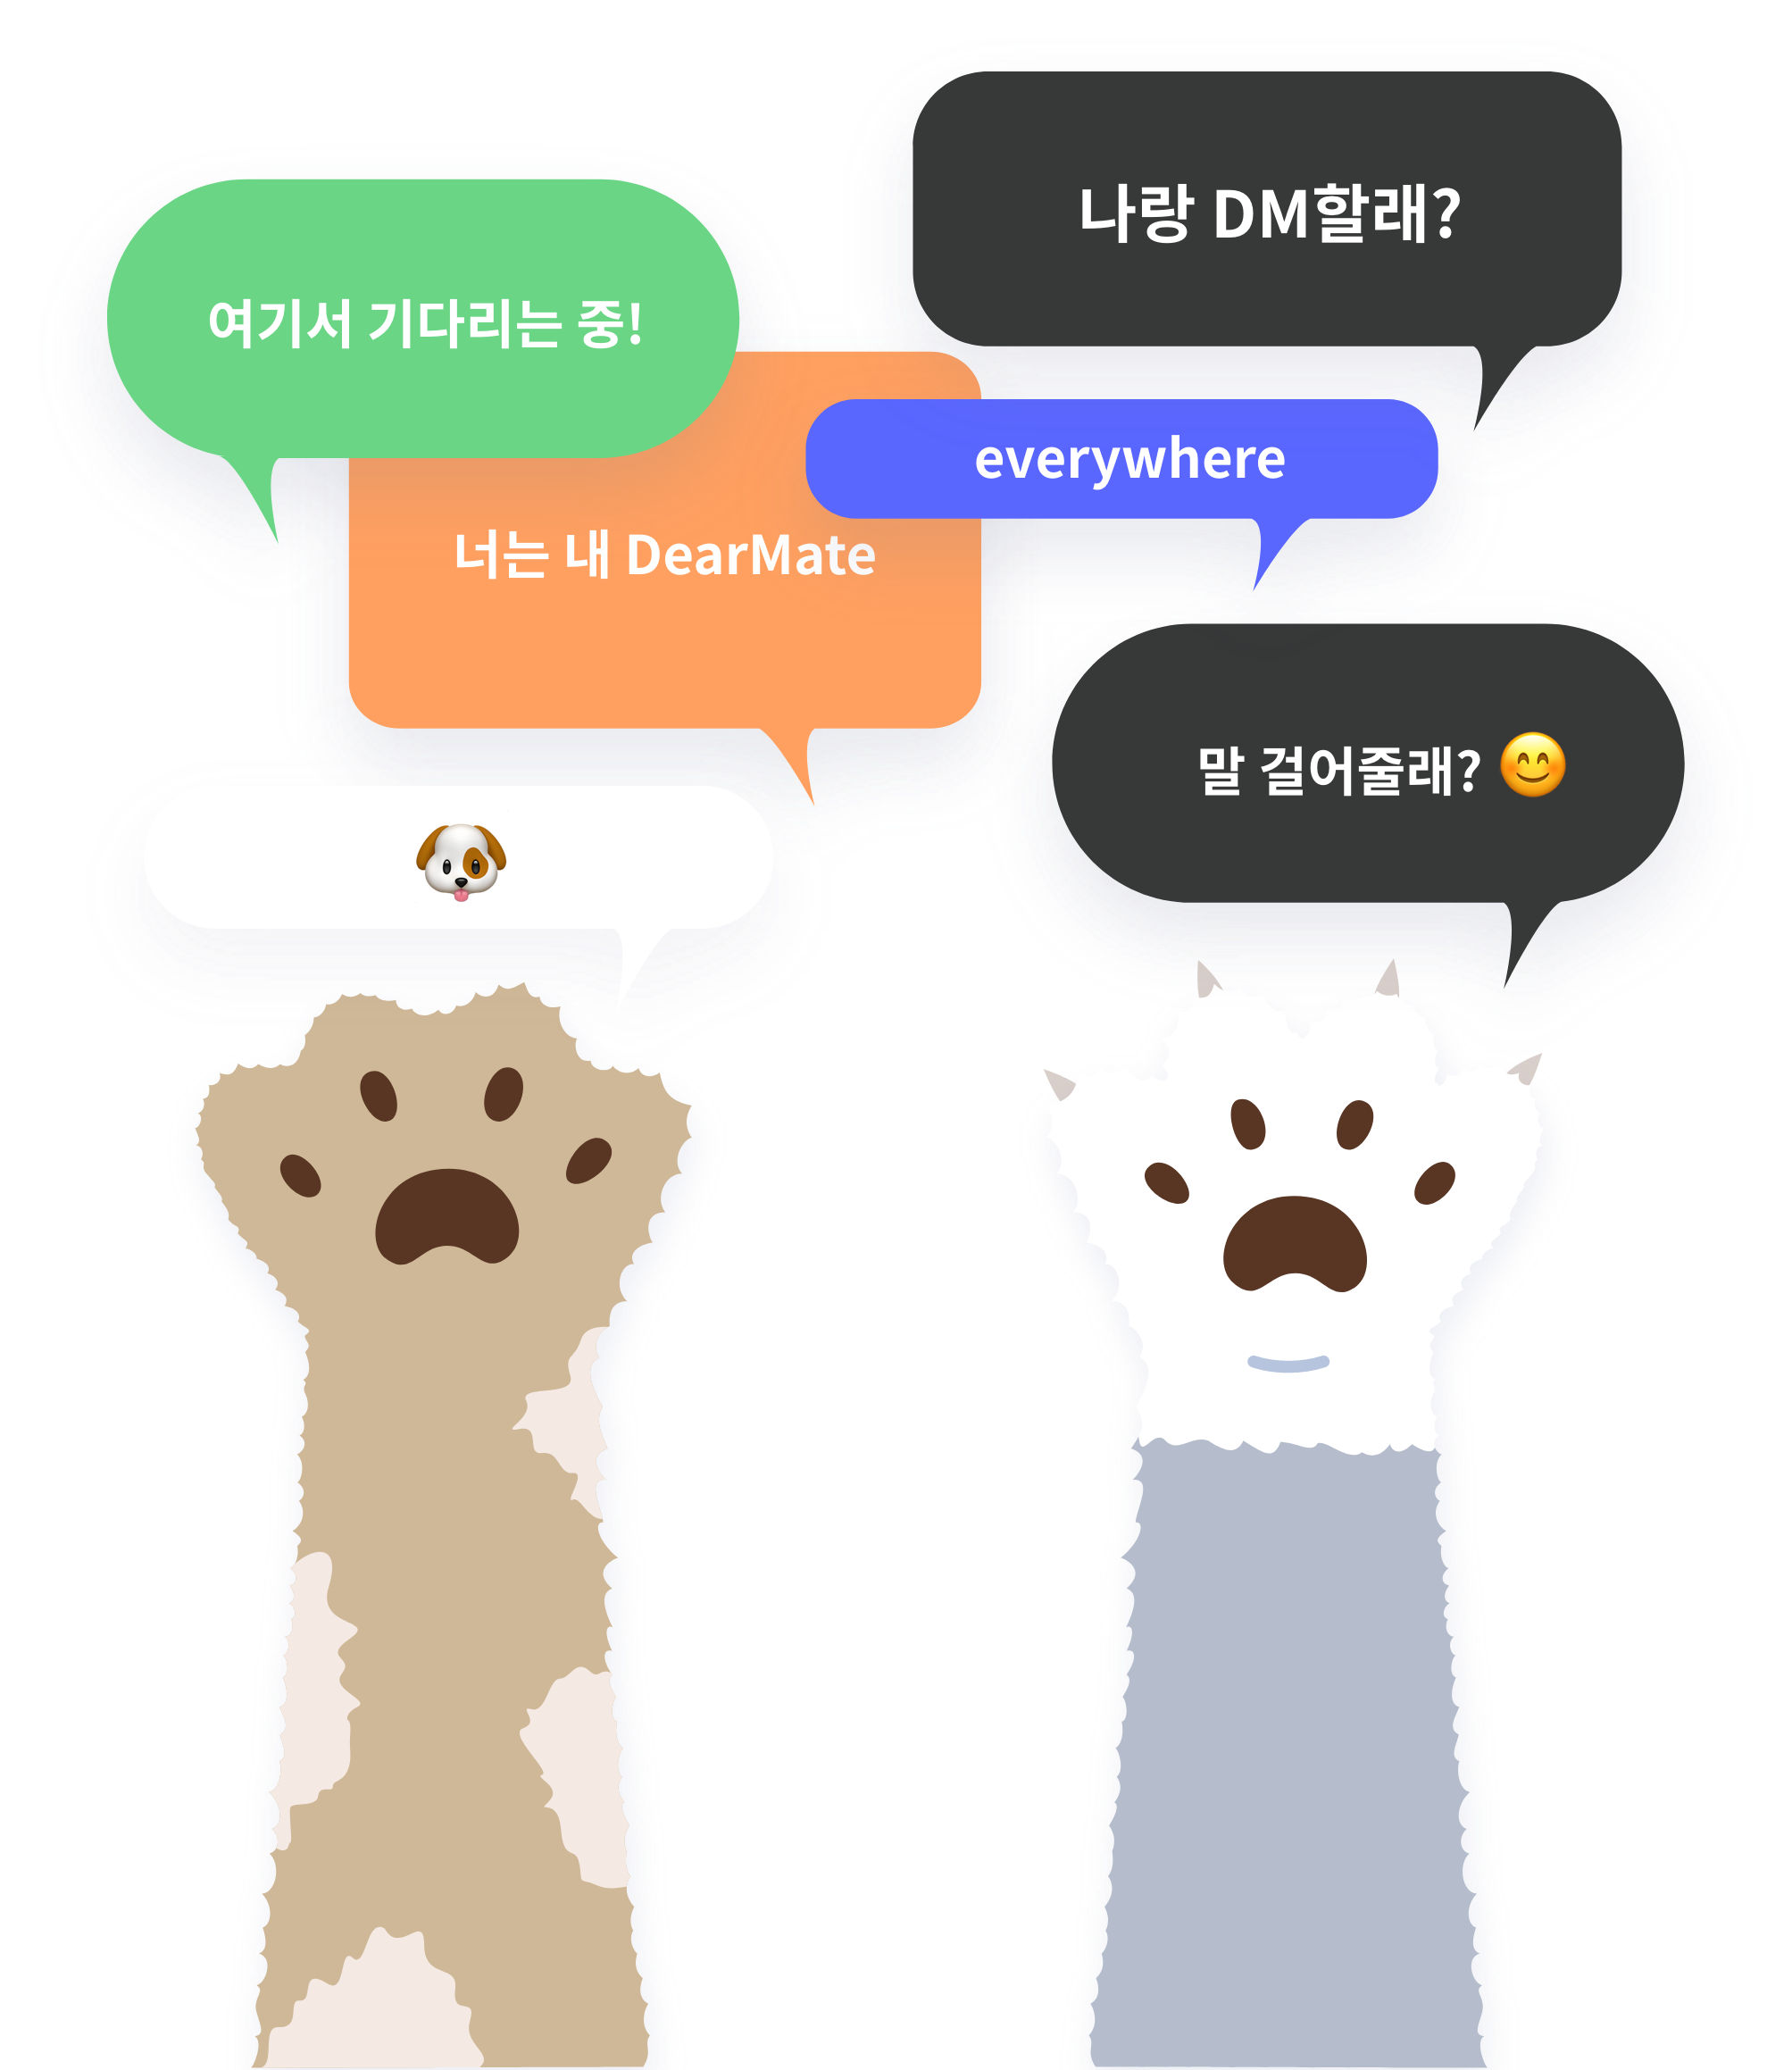 나랑 DM할래?
여기서 기다리는 중!
everywhere
너는 내 DearMate
말 걸어줄래? 😊
🐶